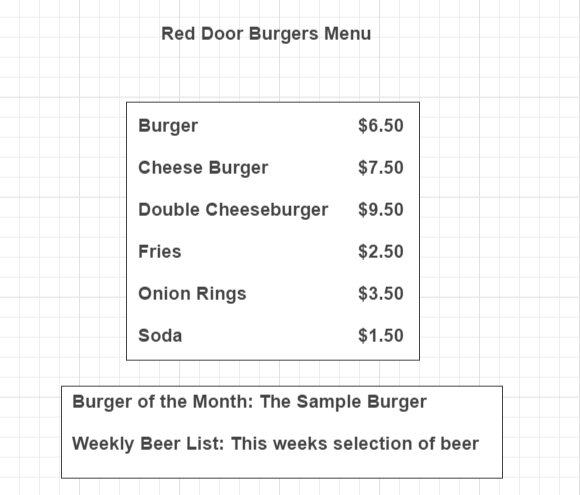 Red Door Burgers Menu
Burger $6.50
Cheese Burger $7.50
Double Cheeseburger $9.50
Fries $2.50
Onion Rings $3.50
Soda $1.50
Burger of the Month: The Sample Burger
Weekly Beer List: This weeks selection of beer